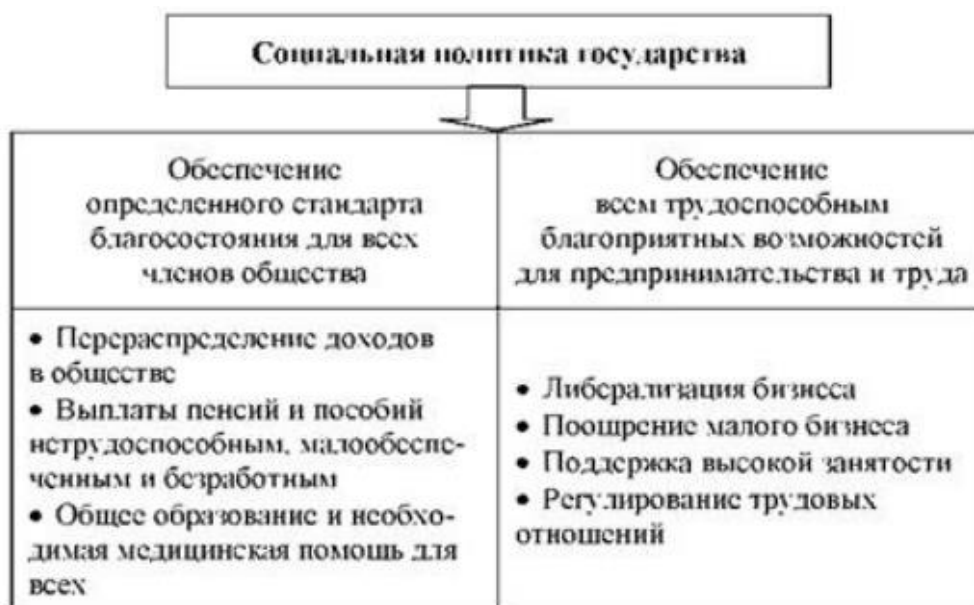 Социальная политика государства
Обеспечение
определенного стандарта
благосостояния для всех
членов общества
Обеспечение
всем трудоспособным
благоприятных возможностей
для предпринимательства и труда
• Перераспределение доходов
в обществе
• Выплаты пенсий и пособий
нетрудоспособным, малообеспе-
ченным и безработным
• Общее образование и необхо-
димая медицинская помощь для
всех
• Либерализация бизнеса
• Поощрение малого бизнеса
• Поддержка высокой занятости
• Регулирование трудовых
отношений